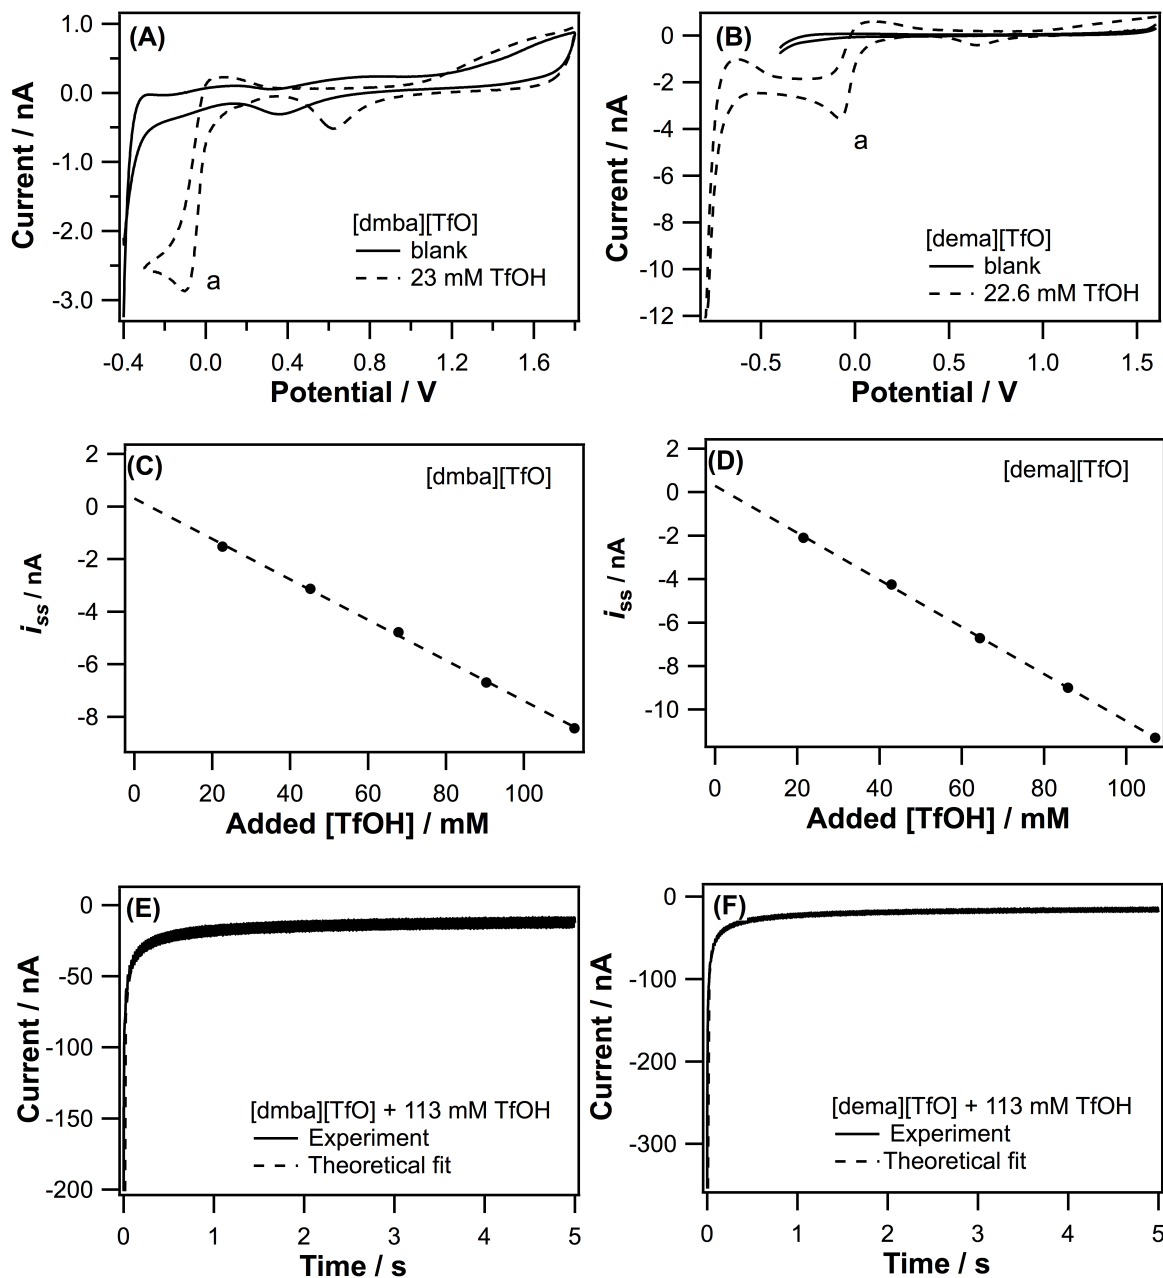 (A)
1.0
0.0
-1.0
-2.0
-3.0
Current / nA
a
[dmba][TfO]
blank
23 mM TfOH
-0.4 0.0 0.4 0.8 1.2 1.6
Potential / V
(B)
0
-2
-4
-6
-8
-10
-12
Current / nA
a
[dema][TfO]
blank
22.6 mM TfOH
-0.5 0.0 0.5 1.0 1.5
Potential / V
(C)
[dmba][TfO]
2
0
-2
-4
-6
-8
iss / nA
0 20 40 60 80 100
Added [TfOH] / mM
(D)
[dema][TfO]
2
0
-2
-4
-6
-8
-10
iss / nA
0 20 40 60 80 100
Added [TfOH] / mM
(E)
0
-50
-100
-150
-200
Current / nA
[dmba][TfO] + 113 mM TfOH
Experiment
Theoretical fit
0 1 2 3 4 5
Time / s
(F)
0
-100
-200
-300
Current / nA
[dema][TfO] + 113 mM TfOH
Experiment
Theoretical fit
0 1 2 3 4 5
Time / s